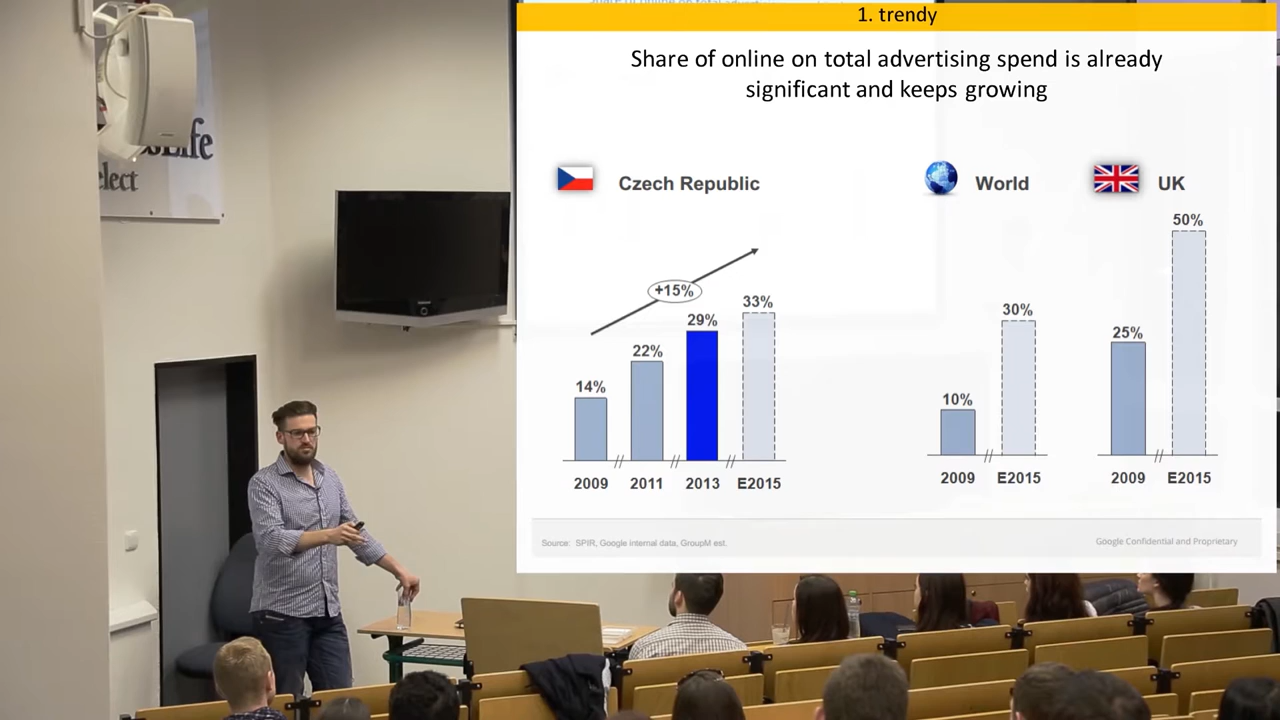 elect
1. trendy
Share of online on total advertising spend is already
significant and keeps growing
Czech Republic
+15%
14%
22%
29%
33%
2009
2011
2013
E2015
World
10%
30%
2009
E2015
UK
25%
50%
2009
E2015
Source: SPIR, Google internal data, GroupM est.
Google Confidential and Proprietary